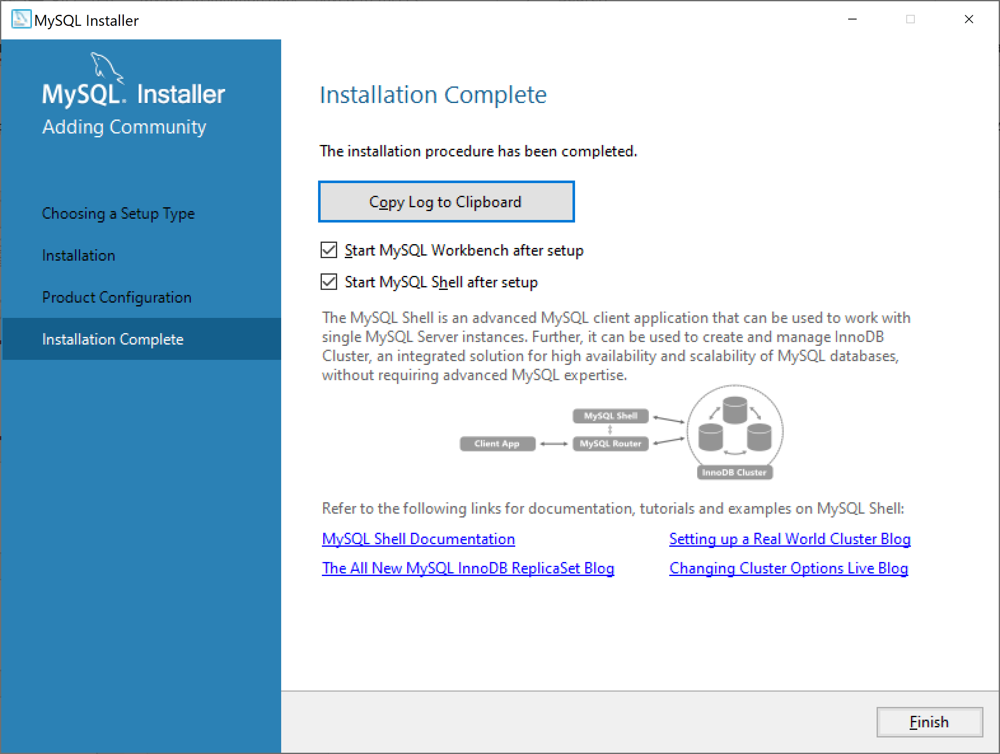 MySQL Installer
MySQL. Installer
Adding Community
Choosing a Setup Type
Installation
Product Configuration
Installation Complete
Installation Complete
The installation procedure has been completed.
Copy Log to Clipboard
Start MySQL Workbench after setup
Start MySQL Shell after setup
The MySQL Shell is an advanced MySQL client application that can be used to work with
single MySQL Server instances. Further, it can be used to create and manage InnoDB
Cluster, an integrated solution for high availability and scalability of MySQL databases,
without requiring advanced MySQL expertise.
MySQL Shell
Client App
MySQL Router
InnoDB Cluster
Refer to the following links for documentation, tutorials and examples on MySQL Shell:
MySQL Shell Documentation
Setting up a Real World Cluster Blog
The All New MySQL InnoDB ReplicaSet Blog
Changing Cluster Options Live Blog
Finish